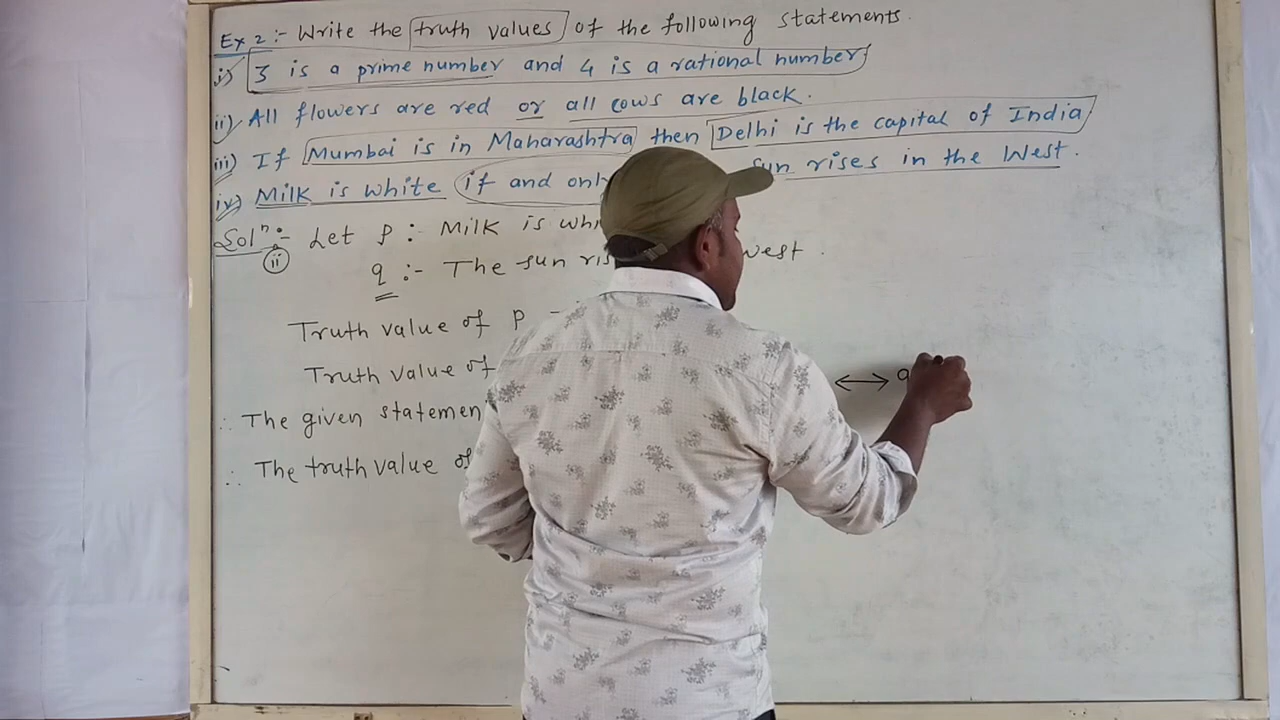 Ex 2 :- Write the truth values of the following statements.
i) 3 is a prime number and 4 is a rational number
ii) All flowers are red or all cows are black.
iii) If Mumbai is in Maharashtra then Delhi is the capital of India
iv) Milk is white if and only sun rises in the West.
Solⁿ :- Let p : Milk is whi
ii q :- The sun ris west.
Truth value of p
Truth value of ↔ q
∴ The given statemen
∴ The truth value of